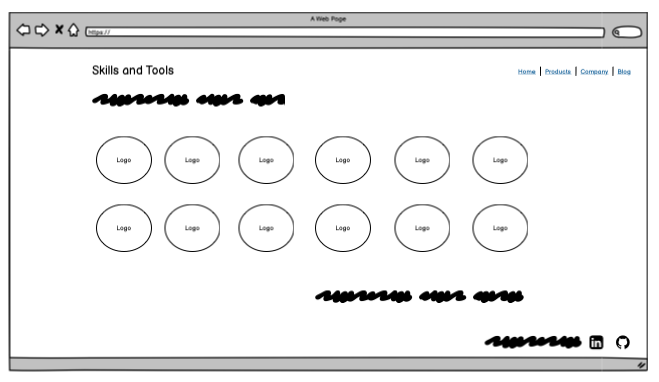 A Web Page
https://
Skills and Tools
Home | Products | Company | Blog
Logo Logo Logo Logo Logo Logo
Logo Logo Logo Logo Logo Logo
in